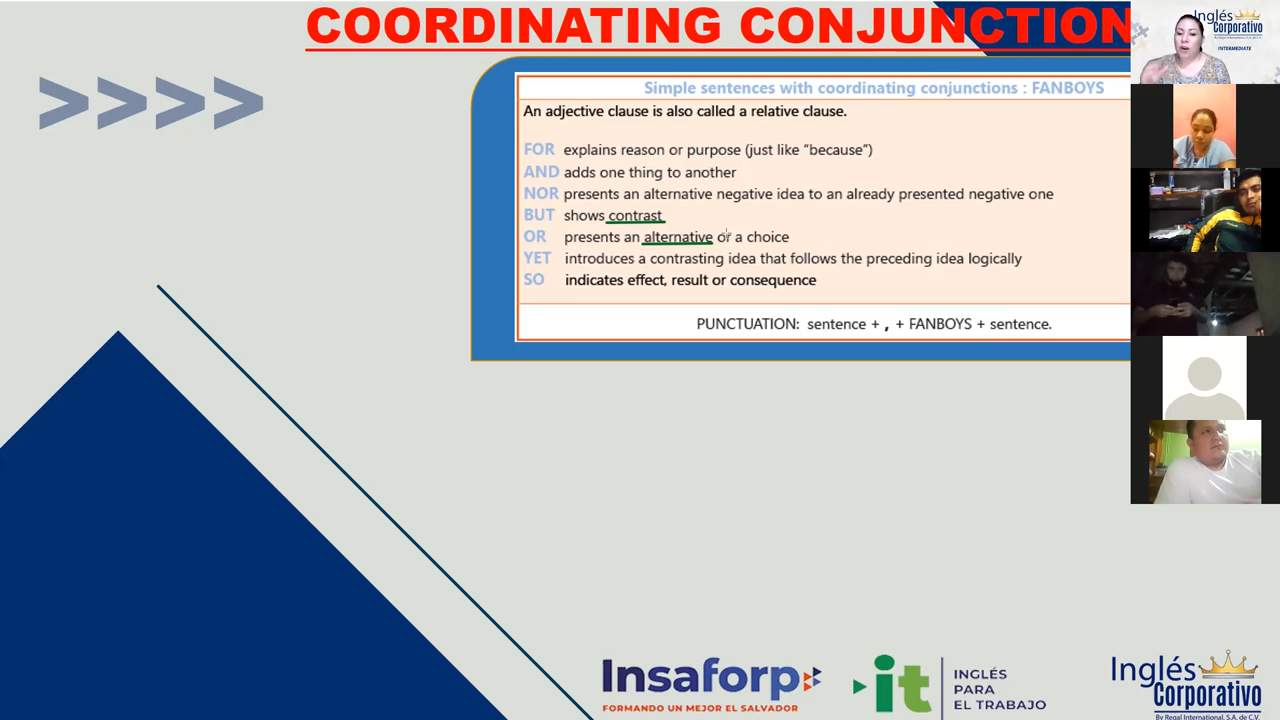 COORDINATING CONJUNCTION
Inglés
Corporativo
INTERMEDIATE
>>>>
Simple sentences with coordinating conjunctions : FANBOYS
An adjective clause is also called a relative clause.
FOR explains reason or purpose (just like “because”)
AND adds one thing to another
NOR presents an alternative negative idea to an already presented negative one
BUT shows contrast
OR presents an alternative or a choice
YET introduces a contrasting idea that follows the preceding idea logically
SO indicates effect, result or consequence
PUNCTUATION: sentence + , + FANBOYS + sentence.
Insaforp
FORMANDO UN MEJOR EL SALVADOR
it
INGLÉS
PARA
EL TRABAJO
Inglés
Corporativo
By Regal International, S.A. de C.V.